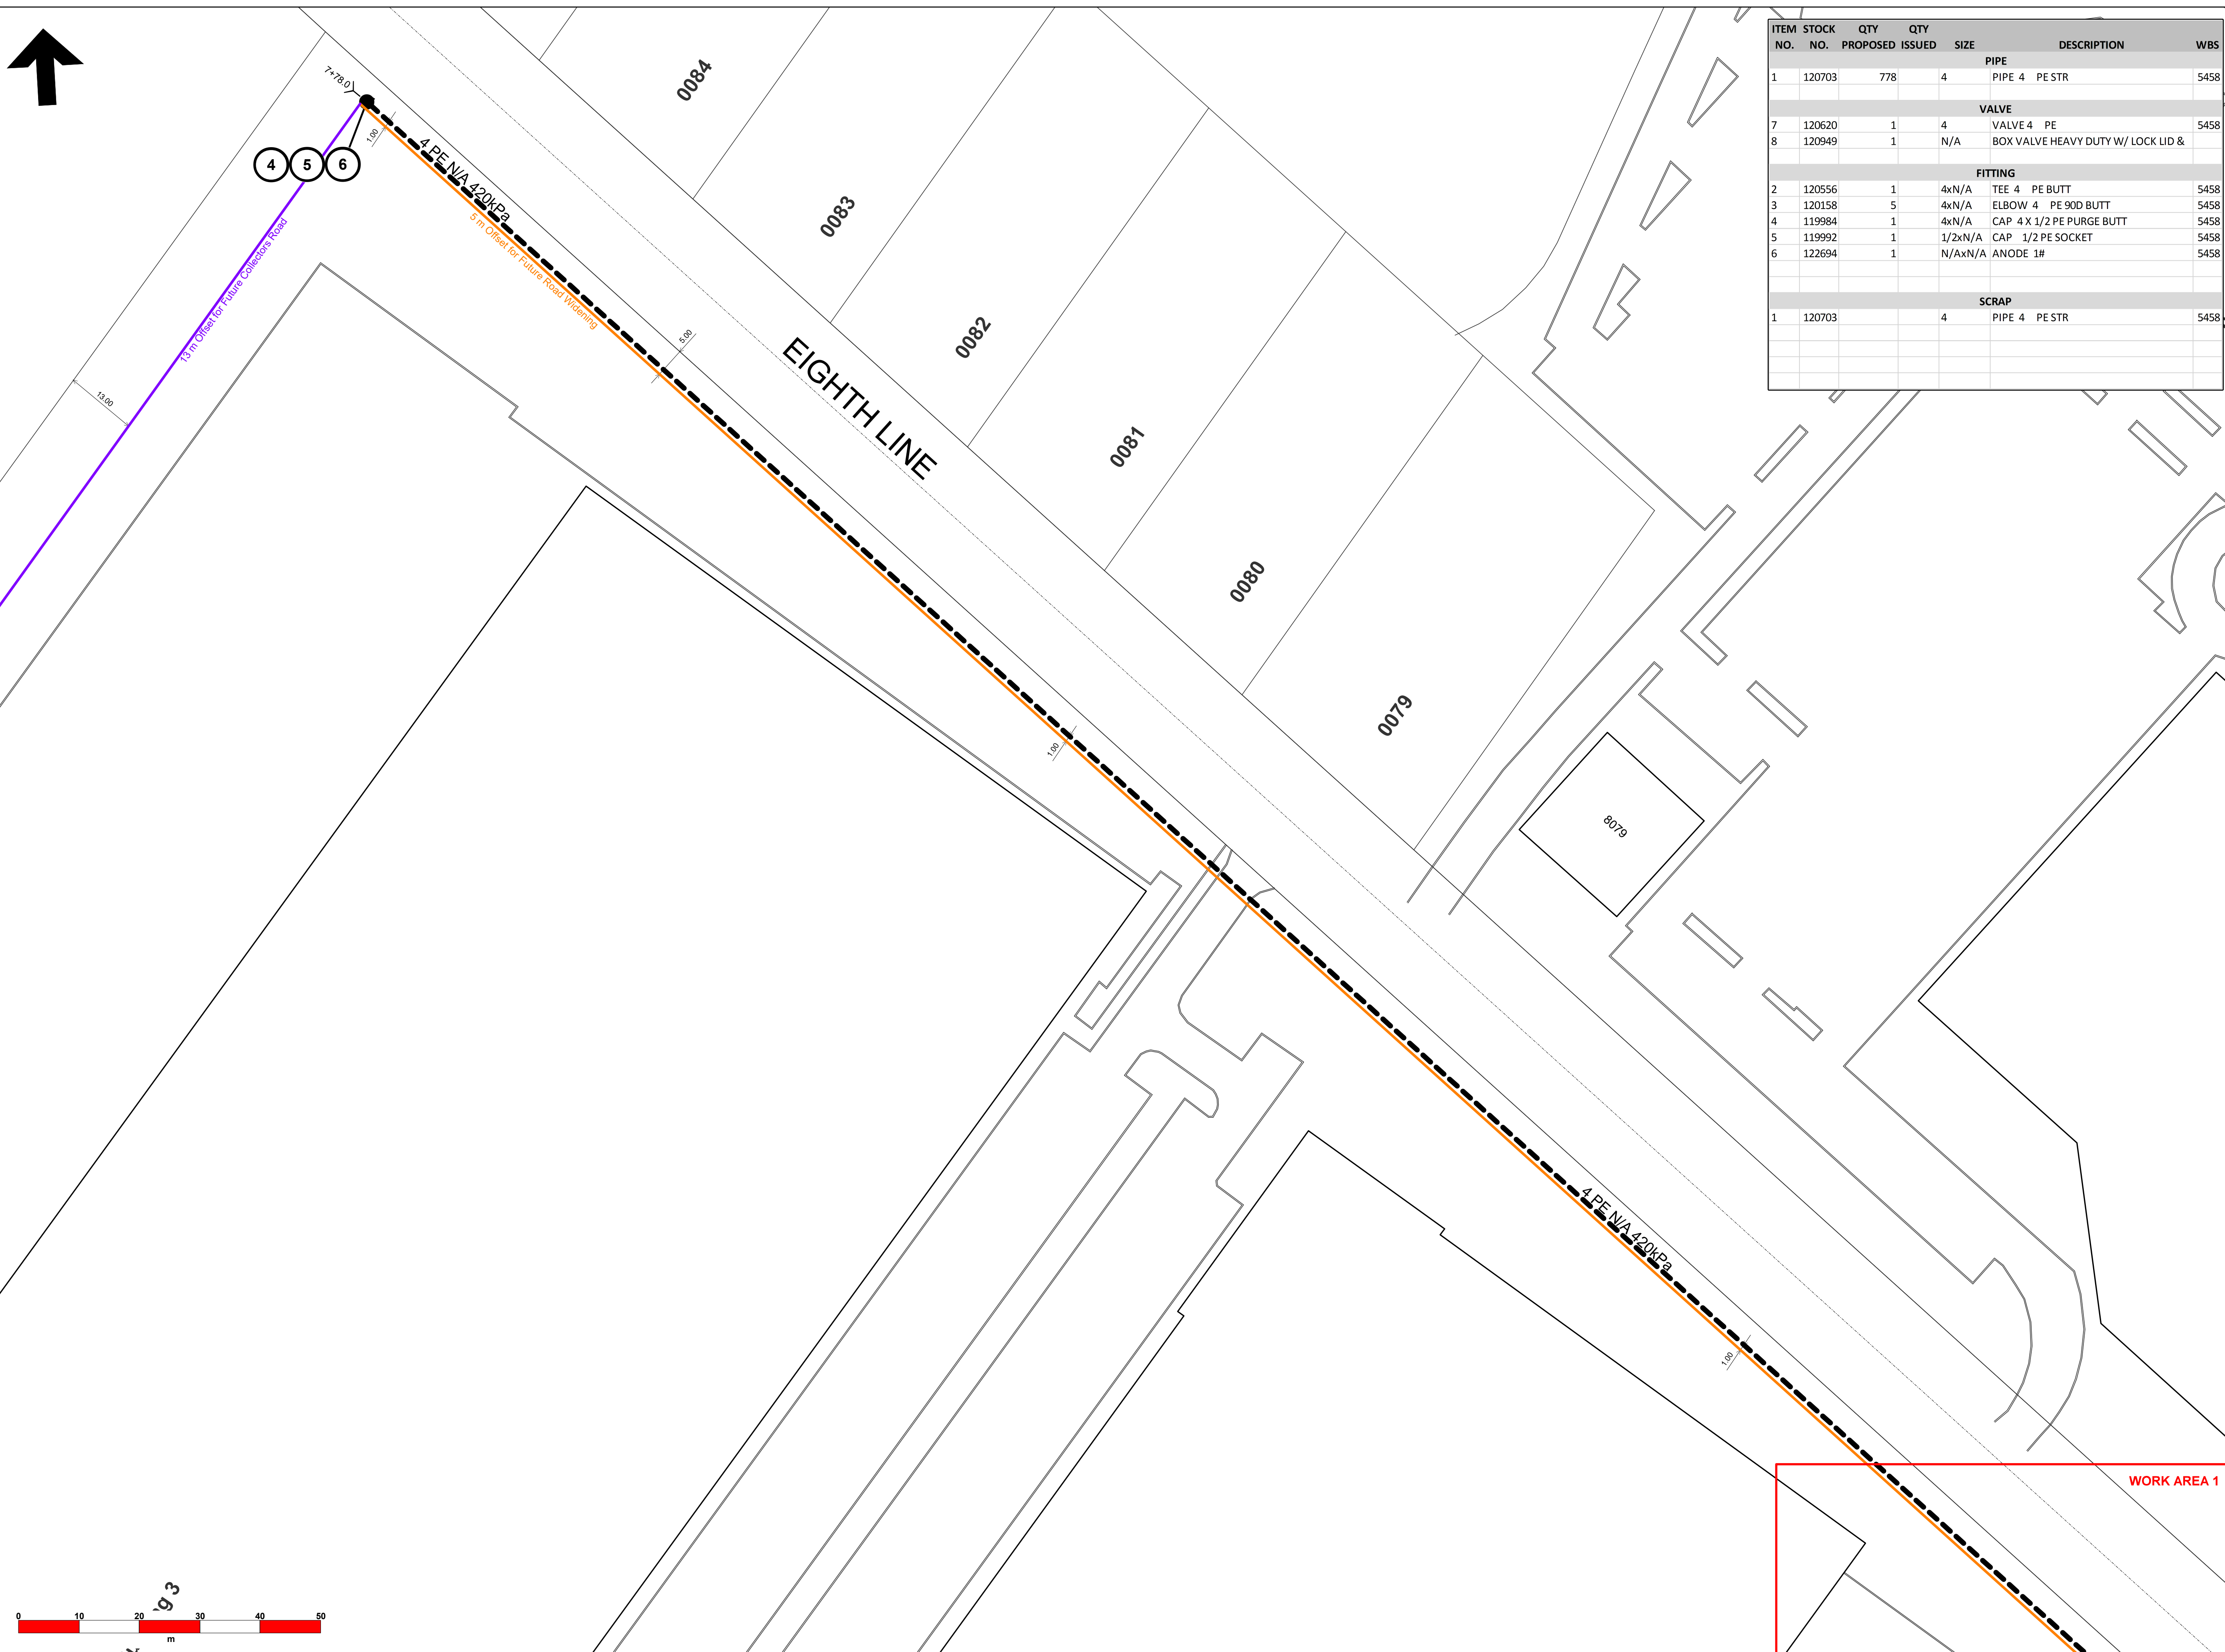 ITEM STOCK QTY QTY
NO. NO. PROPOSED ISSUED SIZE DESCRIPTION WBS
PIPE
1 120703 778 4 PIPE 4 PE STR 5458
VALVE
7 120620 1 4 VALVE 4 PE 5458
8 120949 1 N/A BOX VALVE HEAVY DUTY W/ LOCK LID &
FITTING
2 120556 1 4xN/A TEE 4 PE BUTT 5458
3 120158 5 4xN/A ELBOW 4 PE 90D BUTT 5458
4 119984 1 4xN/A CAP 4 X 1/2 PE PURGE BUTT 5458
5 119992 1 1/2xN/A CAP 1/2 PE SOCKET 5458
6 122694 1 N/AxN/A ANODE 1# 5458
SCRAP
1 120703 4 PIPE 4 PE STR 5458
7+78.0
4 5 6
1.00
4 PE N/A 420kPa
5 m Offset for Future Road Widening
13 m Offset for Future Collectors Road
13.00
5.00
EIGHTH LINE
0084
0083
0082
0081
0080
0079
8079
1.00
4 PE N/A 420kPa
1.00
WORK AREA 1
g 3
0 10 20 30 40 50
m